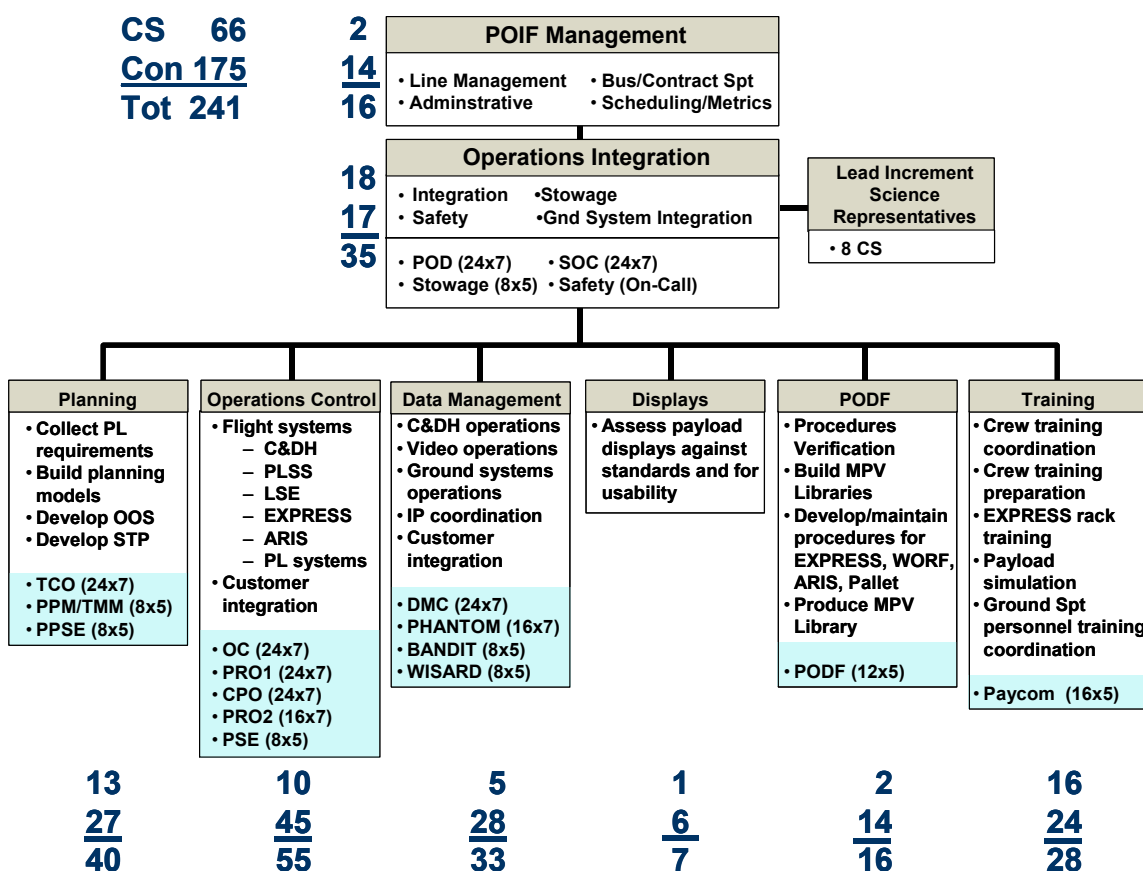 CS 66
Con 175
Tot 241
2
14
16
POIF Management
• Line Management • Bus/Contract Spt
• Adminstrative • Scheduling/Metrics
18
17
35
Operations Integration
• Integration •Stowage
• Safety •Gnd System Integration
• POD (24x7) • SOC (24x7)
• Stowage (8x5) • Safety (On-Call)
Lead Increment
Science
Representatives
• 8 CS
Planning
• Collect PL
requirements
• Build planning
models
• Develop OOS
• Develop STP
• TCO (24x7)
• PPM/TMM (8x5)
• PPSE (8x5)
Operations Control
• Flight systems
– C&DH
– PLSS
– LSE
– EXPRESS
– ARIS
– PL systems
• Customer
integration
• OC (24x7)
• PRO1 (24x7)
• CPO (24x7)
• PRO2 (16x7)
• PSE (8x5)
Data Management
• C&DH operations
• Video operations
• Ground systems
operations
• IP coordination
• Customer
integration
• DMC (24x7)
• PHANTOM (16x7)
• BANDIT (8x5)
• WISARD (8x5)
Displays
• Assess payload
displays against
standards and for
usability
PODF
• Procedures
Verification
• Build MPV
Libraries
• Develop/maintain
procedures for
EXPRESS, WORF,
ARIS, Pallet
• Produce MPV
Library
• PODF (12x5)
Training
• Crew training
coordination
• Crew training
preparation
• EXPRESS rack
training
• Payload
simulation
• Ground Spt
personnel training
coordination
• Paycom (16x5)
13
27
40
10
45
55
5
28
33
1
6
7
2
14
16
16
24
28